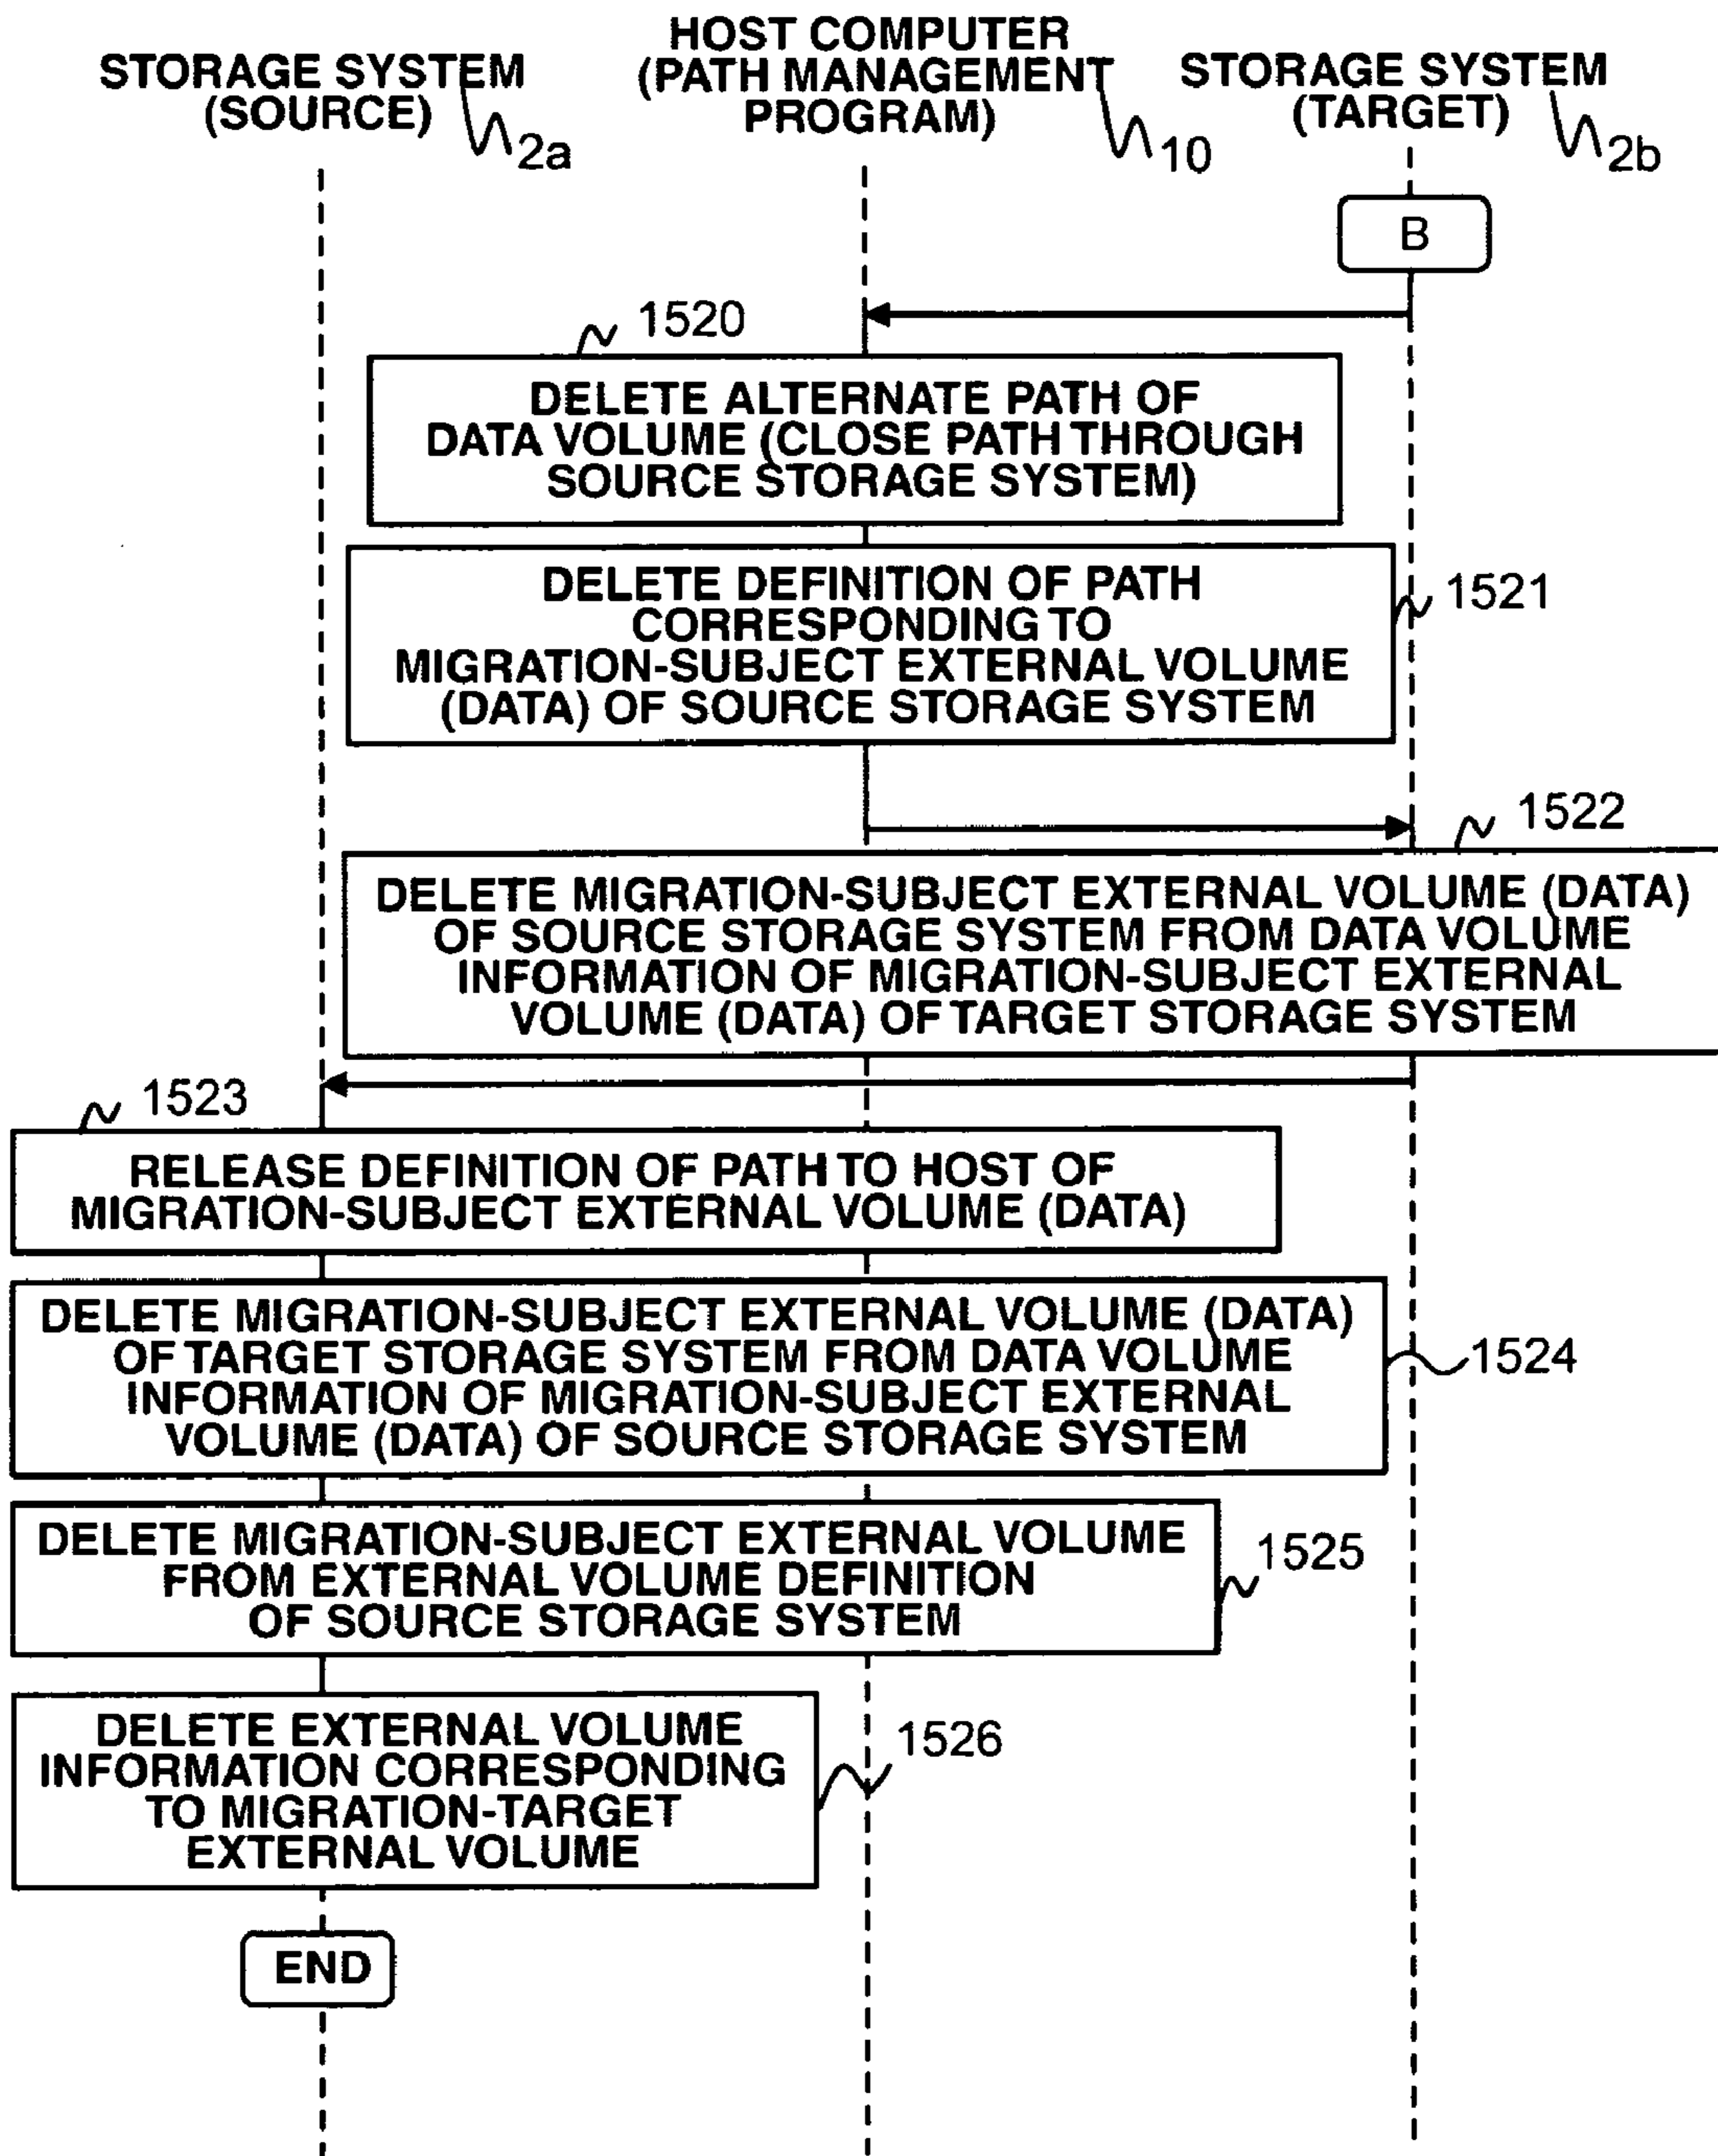 STORAGE SYSTEM
(SOURCE)
2a
HOST COMPUTER
(PATH MANAGEMENT
PROGRAM)
10
STORAGE SYSTEM
(TARGET)
2b
B
1520
DELETE ALTERNATE PATH OF
DATA VOLUME (CLOSE PATH THROUGH
SOURCE STORAGE SYSTEM)
DELETE DEFINITION OF PATH
CORRESPONDING TO
MIGRATION-SUBJECT EXTERNAL VOLUME
(DATA) OF SOURCE STORAGE SYSTEM
1521
1522
DELETE MIGRATION-SUBJECT EXTERNAL VOLUME (DATA)
OF SOURCE STORAGE SYSTEM FROM DATA VOLUME
INFORMATION OF MIGRATION-SUBJECT EXTERNAL
VOLUME (DATA) OF TARGET STORAGE SYSTEM
1523
RELEASE DEFINITION OF PATH TO HOST OF
MIGRATION-SUBJECT EXTERNAL VOLUME (DATA)
DELETE MIGRATION-SUBJECT EXTERNAL VOLUME (DATA)
OF TARGET STORAGE SYSTEM FROM DATA VOLUME
INFORMATION OF MIGRATION-SUBJECT EXTERNAL
VOLUME (DATA) OF SOURCE STORAGE SYSTEM
1524
DELETE MIGRATION-SUBJECT EXTERNAL VOLUME
FROM EXTERNAL VOLUME DEFINITION
OF SOURCE STORAGE SYSTEM
1525
DELETE EXTERNAL VOLUME
INFORMATION CORRESPONDING
TO MIGRATION-TARGET
EXTERNAL VOLUME
1526
END